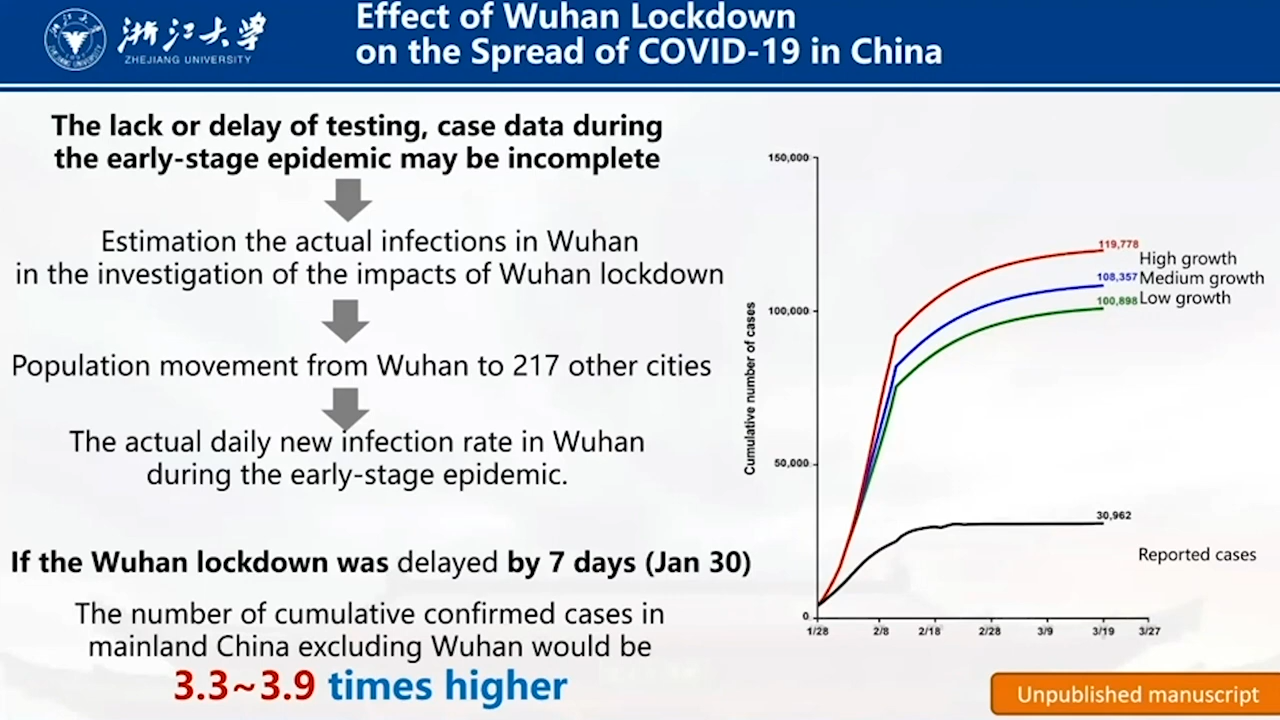 浙江大学
ZHEJIANG UNIVERSITY
Effect of Wuhan Lockdown
on the Spread of COVID-19 in China
The lack or delay of testing, case data during
the early-stage epidemic may be incomplete
Estimation the actual infections in Wuhan
in the investigation of the impacts of Wuhan lockdown
Population movement from Wuhan to 217 other cities
The actual daily new infection rate in Wuhan
during the early-stage epidemic.
If the Wuhan lockdown was delayed by 7 days (Jan 30)
The number of cumulative confirmed cases in
mainland China excluding Wuhan would be
3.3~3.9 times higher
Cumulative number of cases
150,000
100,000
50,000
0
1/28 2/8 2/18 2/28 3/9 3/19 3/27
119,778
High growth
108,357 Medium growth
100,898 Low growth
30,962
Reported cases
Unpublished manuscript